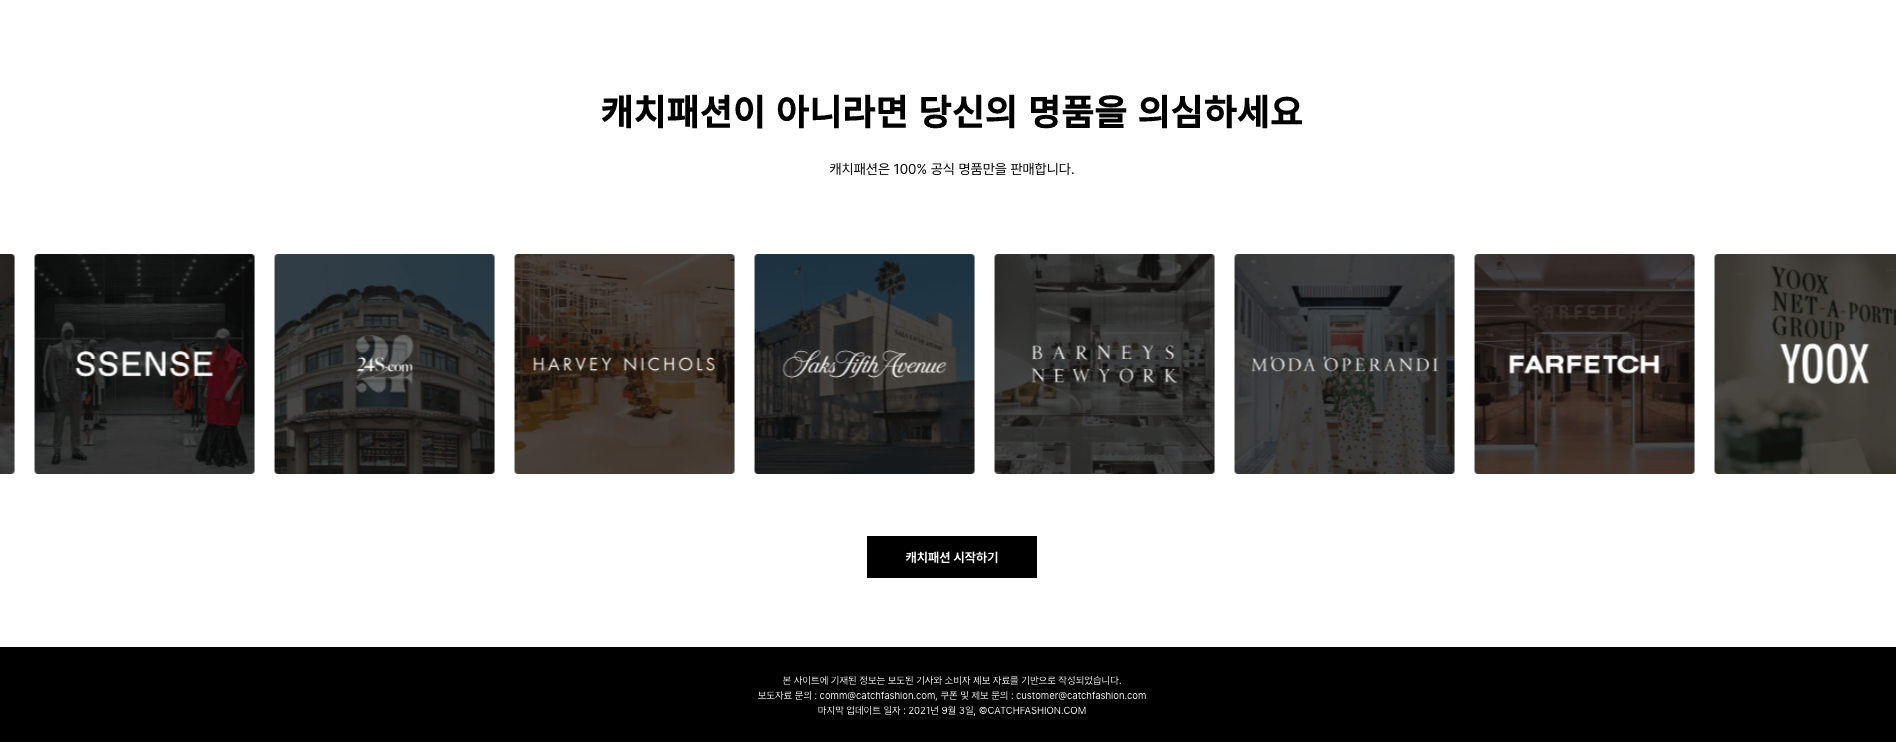 캐치패션이 아니라면 당신의 명품을 의심하세요
캐치패션은 100% 공식 명품만을 판매합니다.
SSENSE
24S.com
HARVEY NICHOLS
Saks Fifth Avenue
SAKS FIFTH AVENUE
BARNEYS
NEWYORK
MODA OPERANDI
FARFETCH
FARFETCH
YOOX
NET-A-PORT
GROUP
YOOX
캐치패션 시작하기
본 사이트에 기재된 정보는 보도된 기사와 소비자 제보 자료를 기반으로 작성되었습니다.
보도자료 문의 : comm@catchfashion.com, 쿠폰 및 제보 문의 : customer@catchfashion.com
마지막 업데이트 일자 : 2021년 9월 3일, ©CATCHFASHION.COM